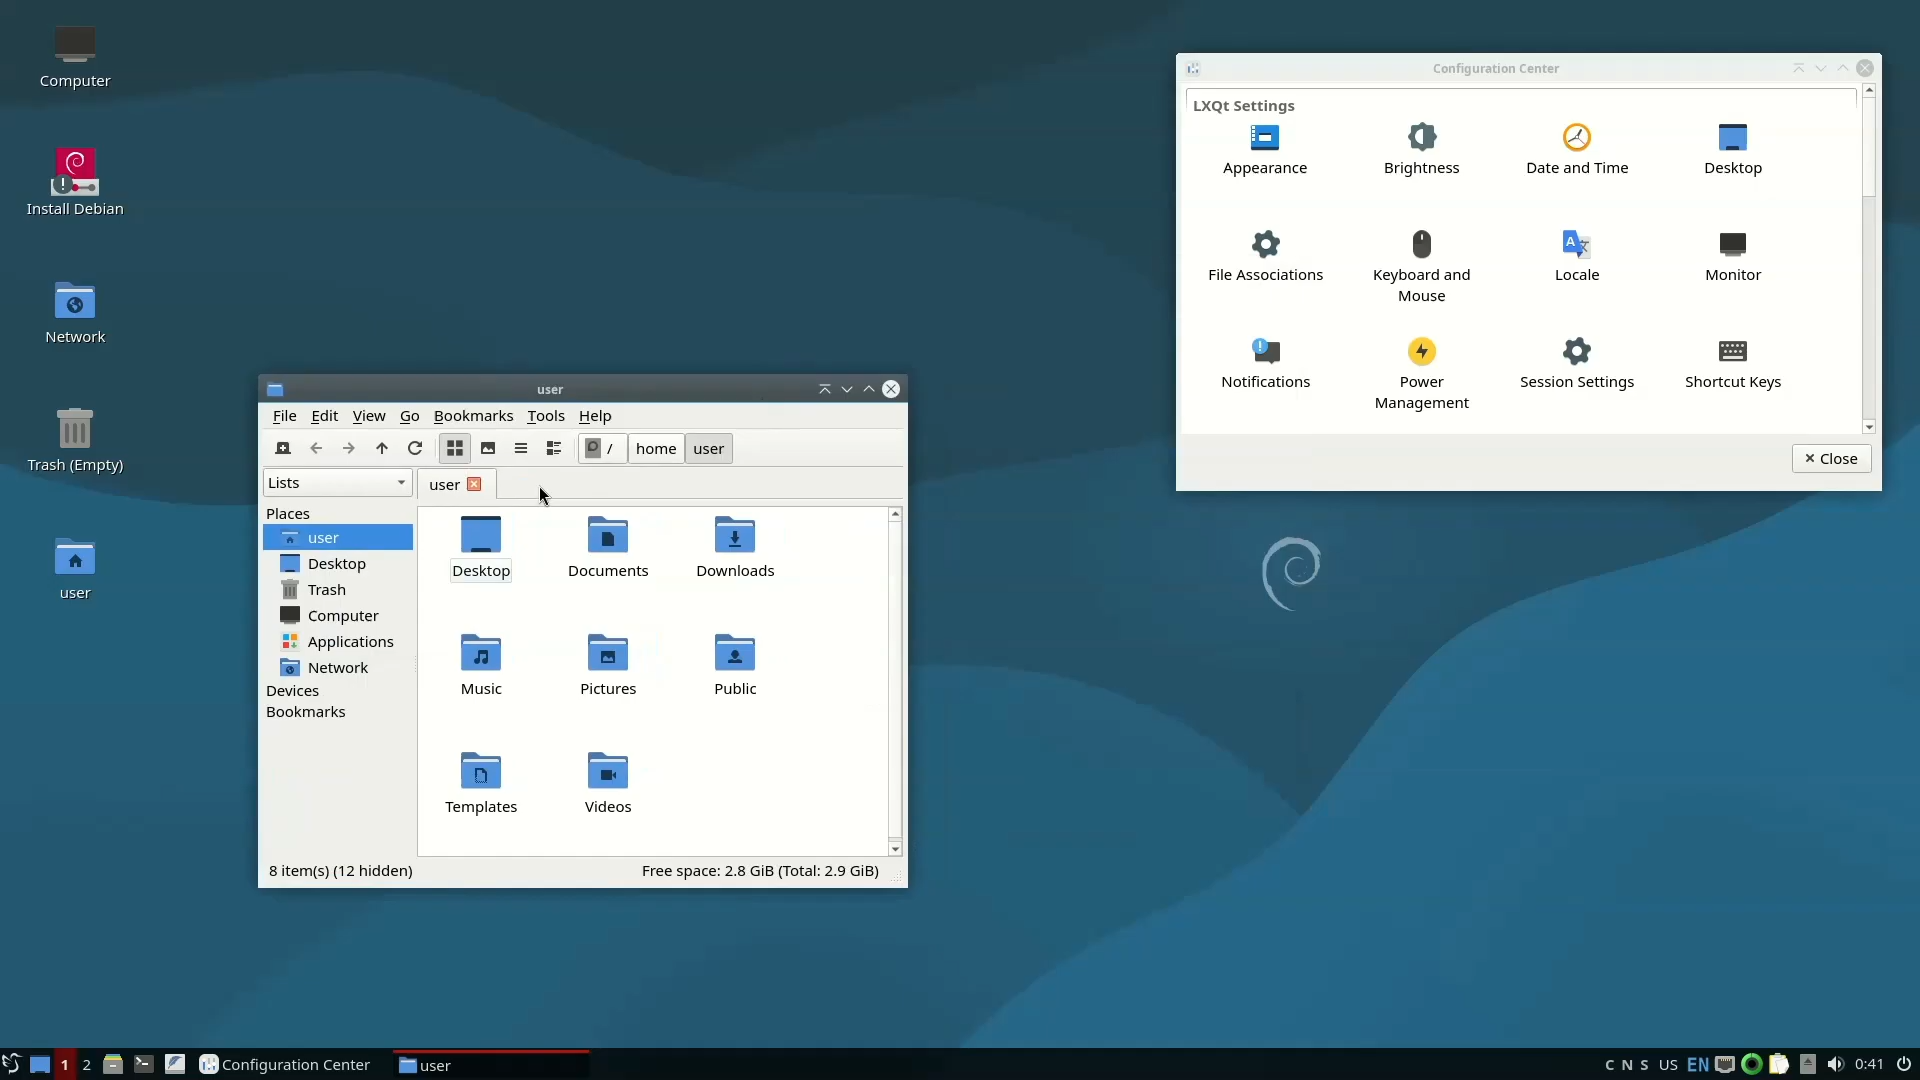 Computer
Install Debian
Network
Trash (Empty)
user
Configuration Center
LXQt Settings
Appearance
Brightness
Date and Time
Desktop
File Associations
Keyboard and
Mouse
Locale
Monitor
Notifications
Power
Management
Session Settings
Shortcut Keys
Close
user
File Edit View Go Bookmarks Tools Help
/ home user
Lists
user
Places
user
Desktop
Trash
Computer
Applications
Network
Devices
Bookmarks
Desktop
Documents
Downloads
Music
Pictures
Public
Templates
Videos
8 item(s) (12 hidden)
Free space: 2.8 GiB (Total: 2.9 GiB)
1 2 Configuration Center user C N S US EN 0:41